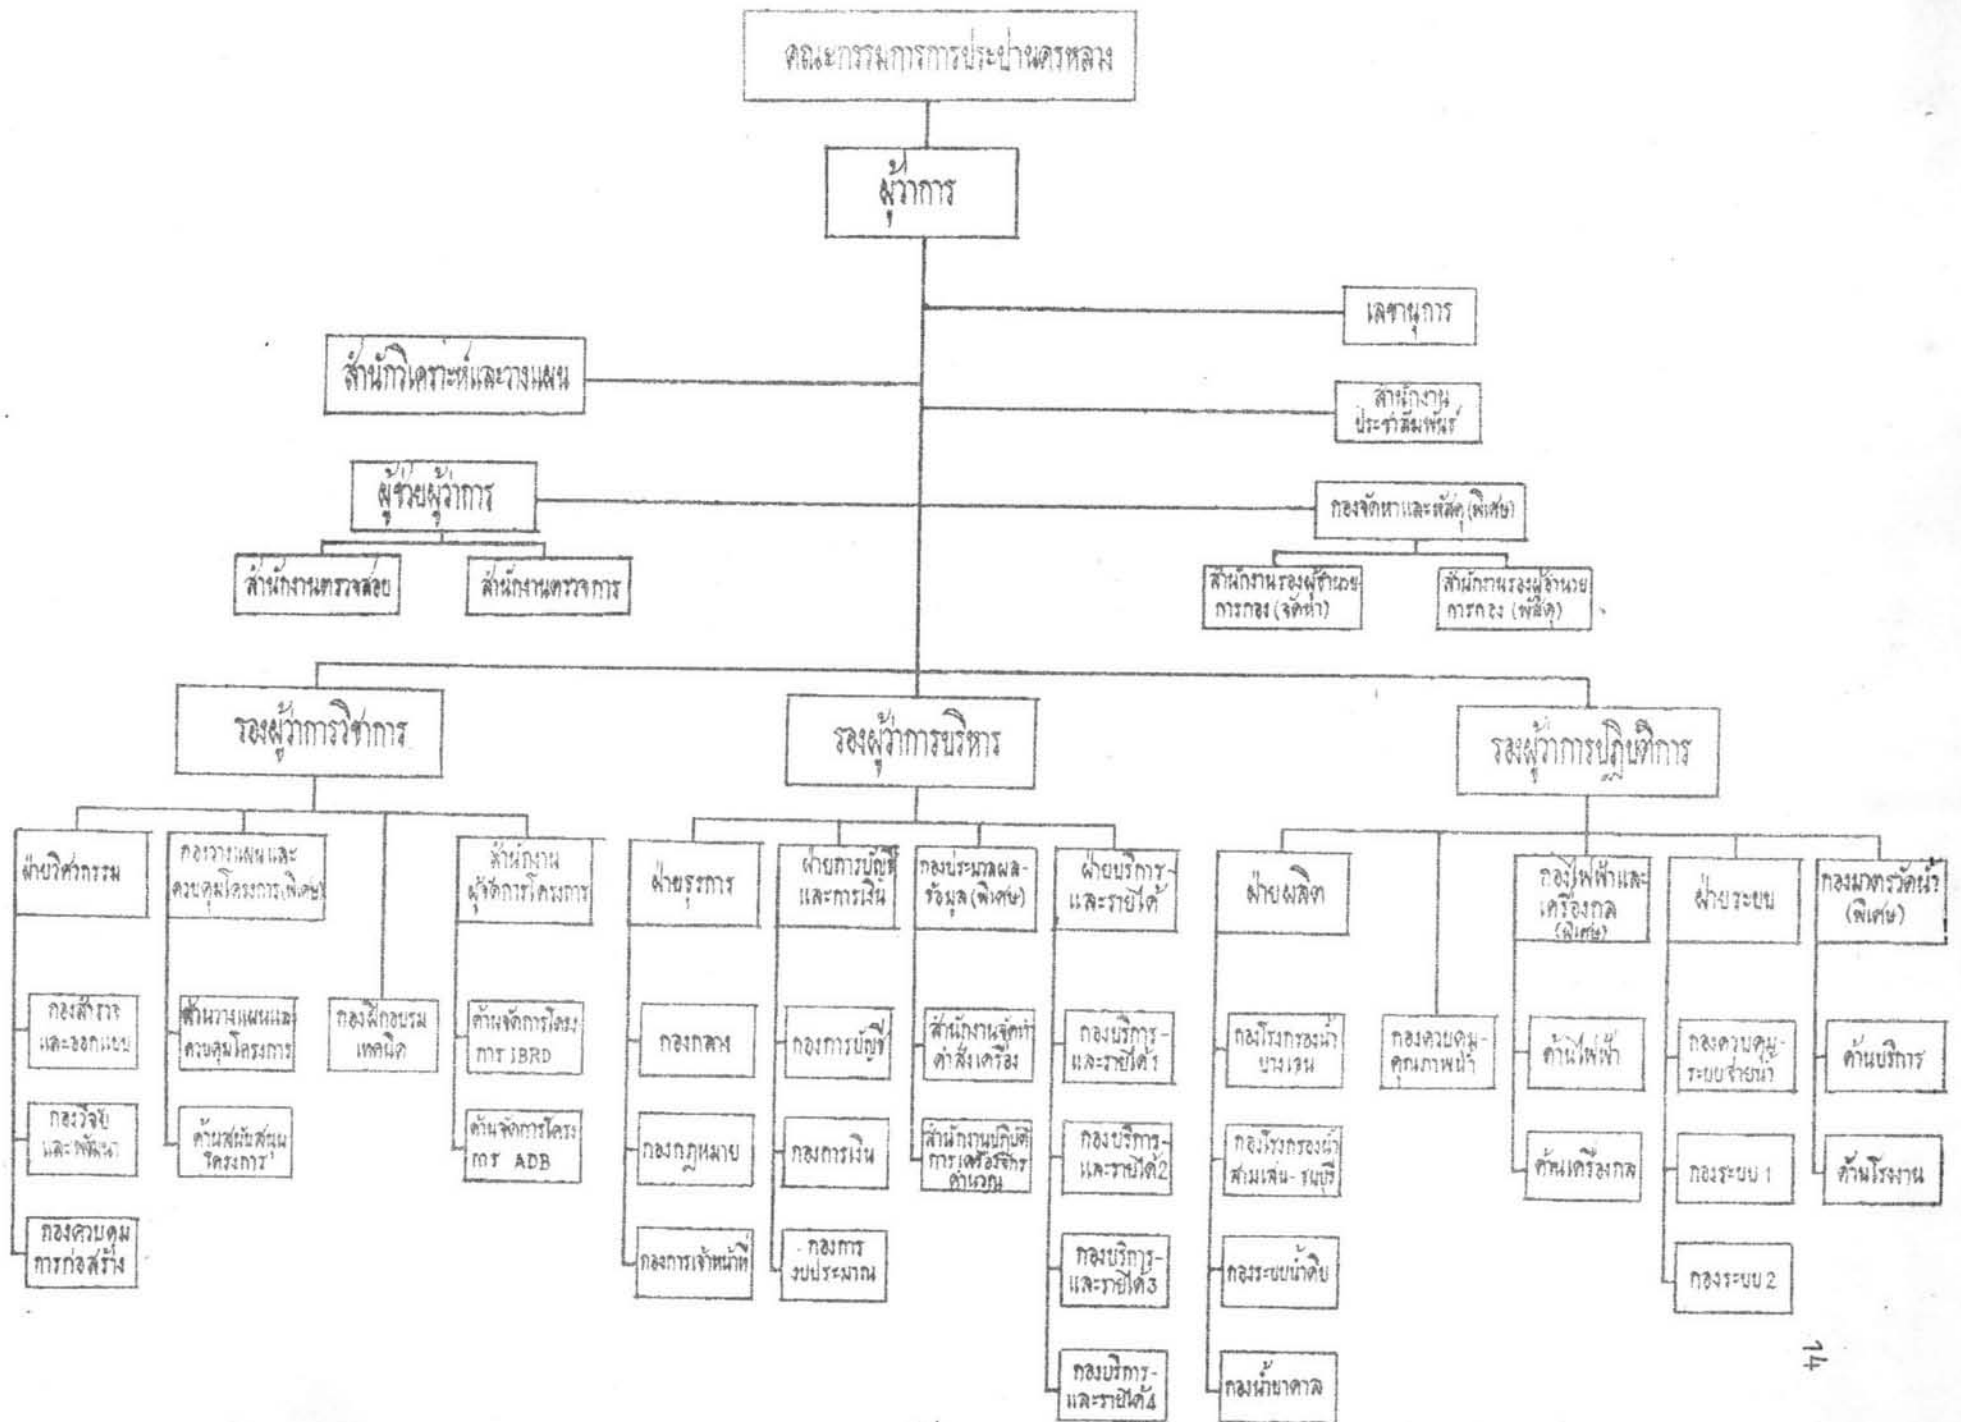 คณะกรรมการการประปานครหลวง
ผู้ว่าการ
เลขานุการ
สำนักวิเคราะห์และวางแผน
สำนักงาน
ประชาสัมพันธ์
ผู้ช่วยผู้ว่าการ
กองจัดหาและพัสดุ(พิเศษ)
สำนักงานตรวจสอบ
สำนักงานตรวจการ
สำนักงานรองผู้อำนวย
การกอง (จัดหา)
สำนักงานรองผู้อำนวย
การกอง (พัสดุ)
รองผู้ว่าการวิชาการ
รองผู้ว่าการบริหาร
รองผู้ว่าการปฏิบัติการ
ฝ่ายวิศวกรรม
กองวางแผนและ
ควบคุมโครงการ(พิเศษ)
สำนักงาน
ผู้จัดการโครงการ
ฝ่ายธุรการ
ฝ่ายการบัญชี
และการเงิน
กองประมวลผล-
ข้อมูล(พิเศษ)
ฝ่ายบริการ-
และรายได้
ฝ่ายผลิต
กองไฟฟ้าและ
เครื่องกล
(พิเศษ)
ฝ่ายระบบ
กองมาตรวัดน้ำ
(พิเศษ)
กองสำรวจ
และออกแบบ
ด้านวางแผนและ
ควบคุมโครงการ
กองฝึกอบรม
เทคนิค
ด้านจัดการโครง
การ IBRD
กองกลาง
กองการบัญชี
สำนักงานจัดทำ
คำสั่งเครื่อง
กองบริการ-
และรายได้1
กองโรงกรองน้ำ
บางเขน
กองควบคุม-
คุณภาพน้ำ
ด้านไฟฟ้า
กองควบคุม-
ระบบจ่ายน้ำ
ด้านบริการ
กองวิจัย
และพัฒนา
ด้านสนับสนุน
โครงการ
ด้านจัดการโครง
การ ADB
กองกฎหมาย
กองการเงิน
สำนักงานปฏิบัติ
การเครื่องจักร
คำนวณ
กองบริการ-
และรายได้2
กองโรงกรองน้ำ
สามเสน-ธนบุรี
ด้านเครื่องกล
กองระบบ 1
ด้านโรงงาน
กองควบคุม
การก่อสร้าง
กองการเจ้าหน้าที่
กองการ
งบประมาณ
กองบริการ-
และรายได้3
กองระบบน้ำดิบ
กองระบบ 2
กองบริการ-
และรายได้4
กองน้ำบาดาล
14